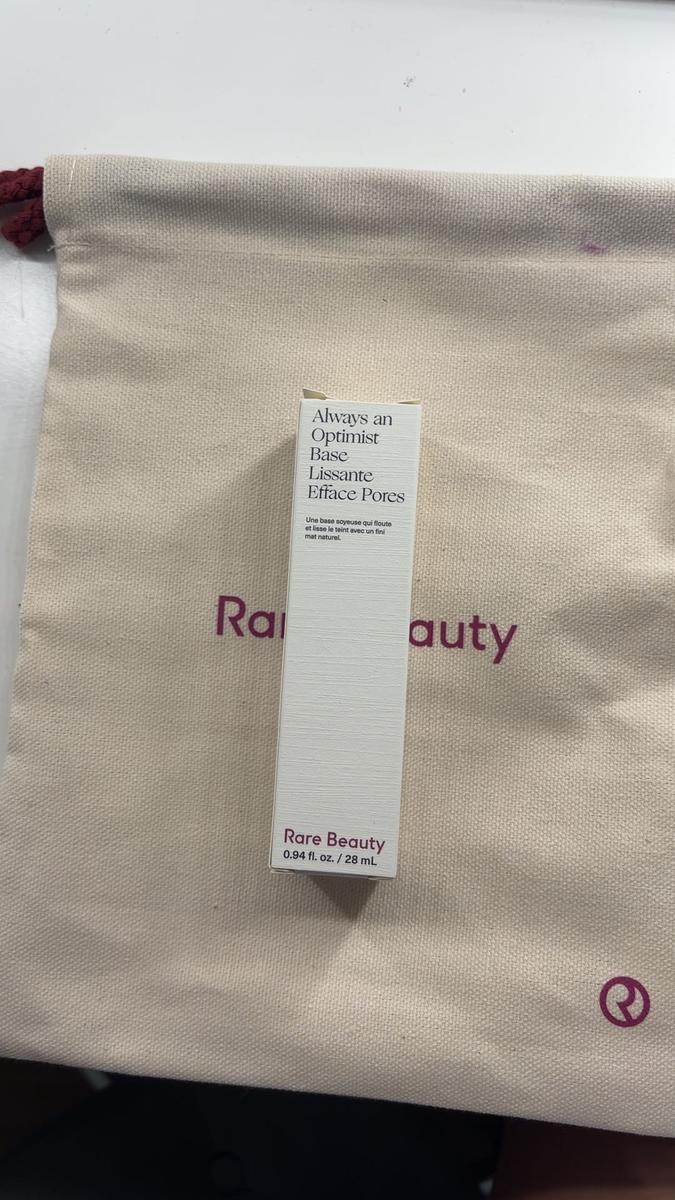 Always an
Optimist
Base
Lissante
Efface Pores
Une base soyeuse qui floute
et lisse le teint avec un fini
mat naturel.
Ra
auty
Rare Beauty
0.94 fl. oz. / 28 mL
R